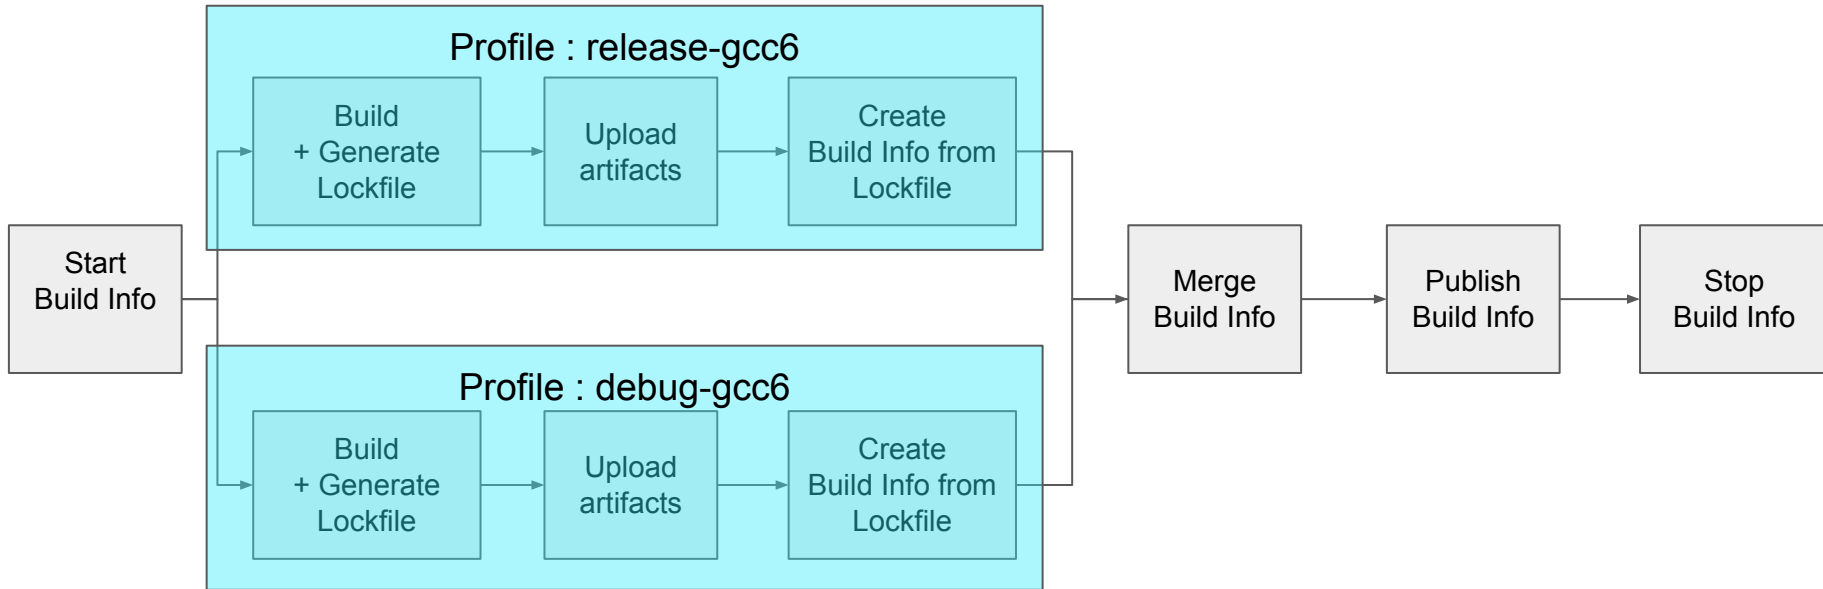 Profile : release-gcc6
Build
+ Generate
Lockfile
Upload
artifacts
Create
Build Info from
Lockfile
Start
Build Info
Merge
Build Info
Publish
Build Info
Stop
Build Info
Profile : debug-gcc6
Build
+ Generate
Lockfile
Upload
artifacts
Create
Build Info from
Lockfile